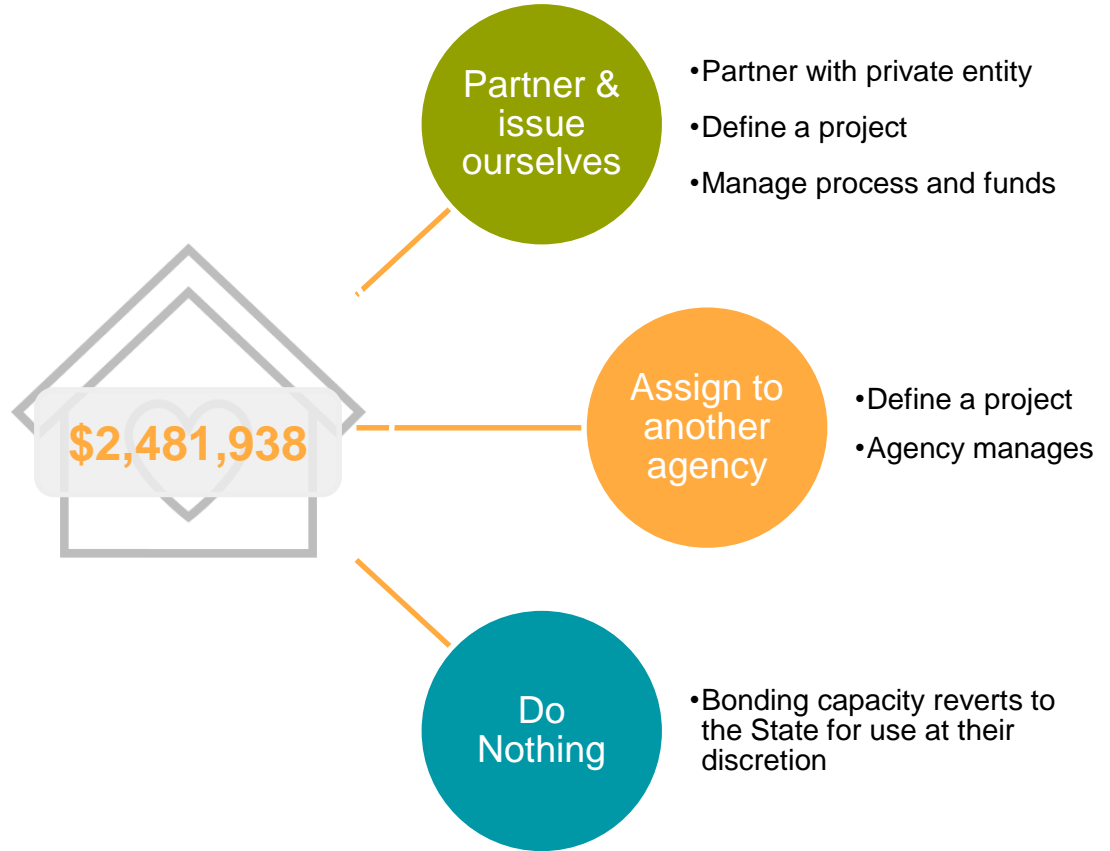 Partner &
issue
ourselves
•Partner with private entity
•Define a project
•Manage process and funds
$2,481,938
Assign to
another
agency
•Define a project
•Agency manages
Do
Nothing
•Bonding capacity reverts to
the State for use at their
discretion